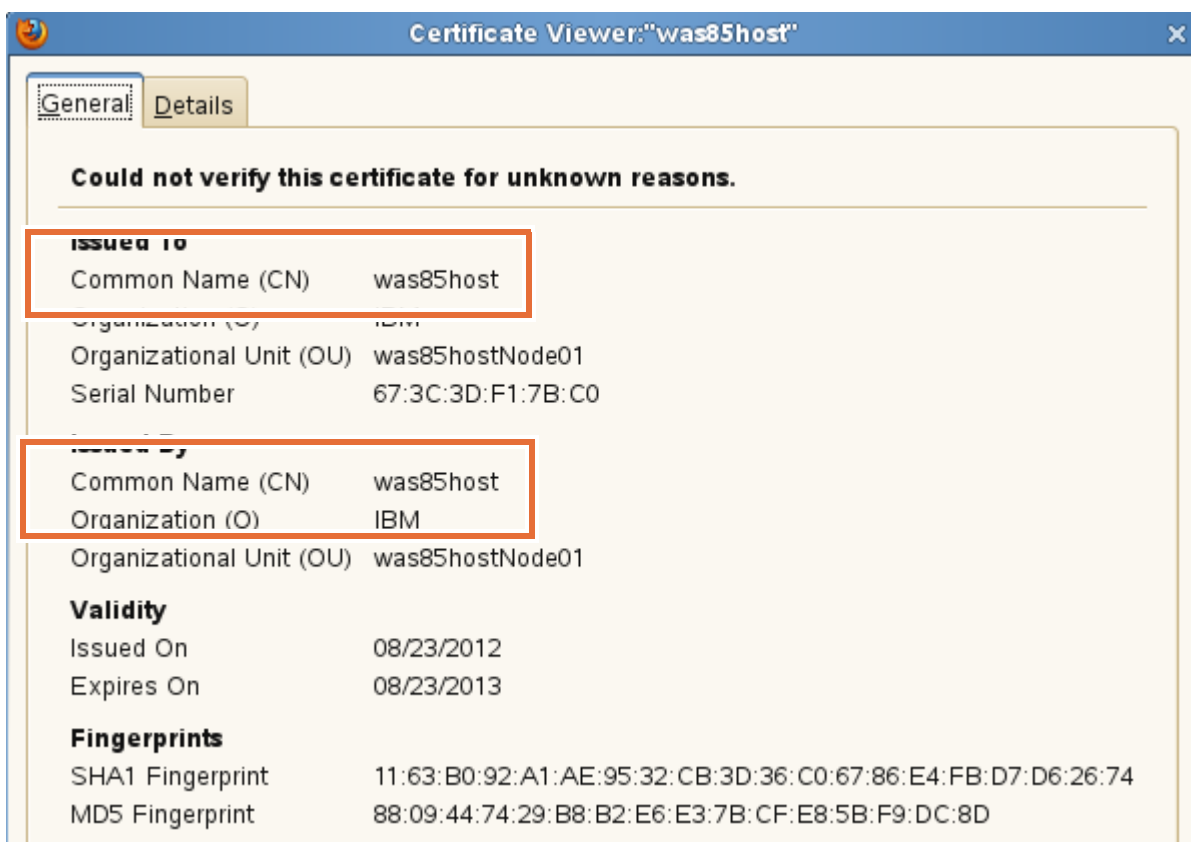 Certificate Viewer:"was85host"
General Details
Could not verify this certificate for unknown reasons.
Issued To
Common Name (CN) was85host
Organization (O) IBM
Organizational Unit (OU) was85hostNode01
Serial Number 67:3C:3D:F1:7B:C0
Issued By
Common Name (CN) was85host
Organization (O) IBM
Organizational Unit (OU) was85hostNode01
Validity
Issued On 08/23/2012
Expires On 08/23/2013
Fingerprints
SHA1 Fingerprint 11:63:B0:92:A1:AE:95:32:CB:3D:36:C0:67:86:E4:FB:D7:D6:26:74
MD5 Fingerprint 88:09:44:74:29:B8:B2:E6:E3:7B:CF:E8:5B:F9:DC:8D